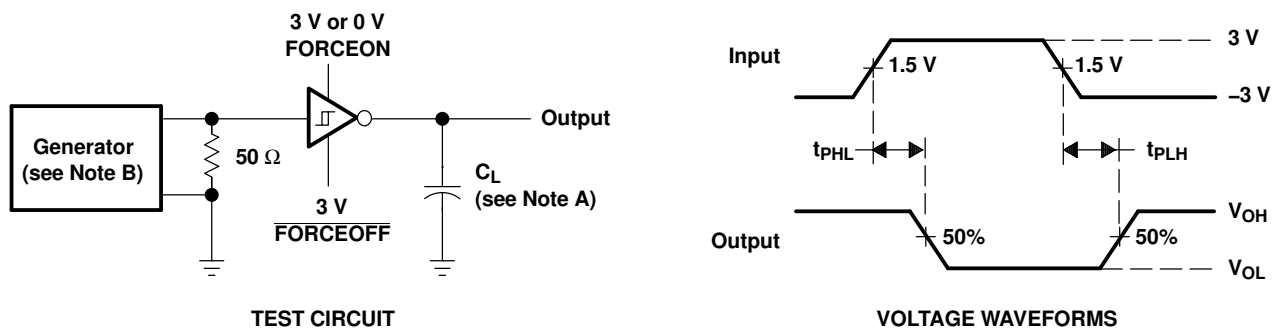 3 V or 0 V
FORCEON
Generator
(see Note B)
50 Ω
3 V
FORCEOFF
Output
CL
(see Note A)
TEST CIRCUIT
Input
1.5 V
1.5 V
3 V
–3 V
tPHL
tPLH
Output
50%
50%
VOH
VOL
VOLTAGE WAVEFORMS